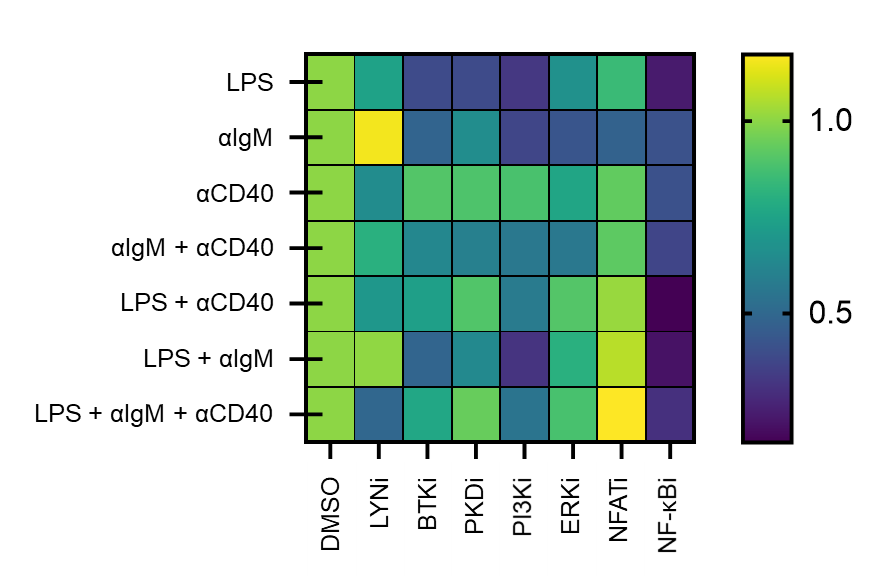 LPS
αIgM
αCD40
αIgM + αCD40
LPS + αCD40
LPS + αIgM
LPS + αIgM + αCD40
DMSO
LYNi
BTKi
PKDi
PI3Ki
ERKi
NFATi
NF-κBi
1.0
0.5